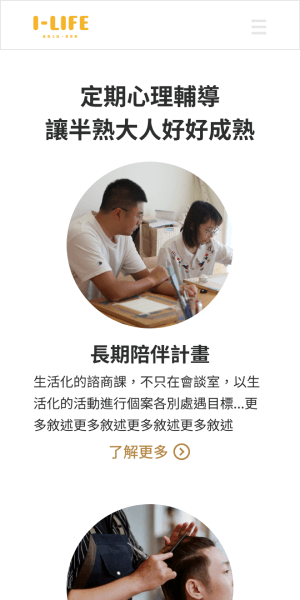 I-LIFE
定期心理輔導
讓半熟大人好好成熟
長期陪伴計畫
生活化的諮商課，不只在會談室，以生
活化的活動進行個案各別處遇目標...更
多敘述更多敘述更多敘述更多敘述
了解更多